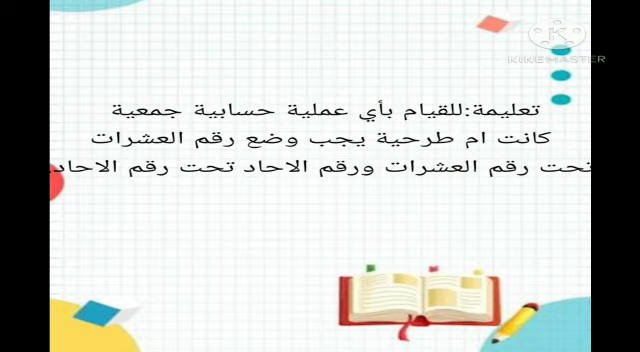 KINEMASTER
تعليمة:للقيام بأي عملية حسابية جمعية
كانت ام طرحية يجب وضع رقم العشرات
تحت رقم العشرات ورقم الاحاد تحت رقم الاحاد.